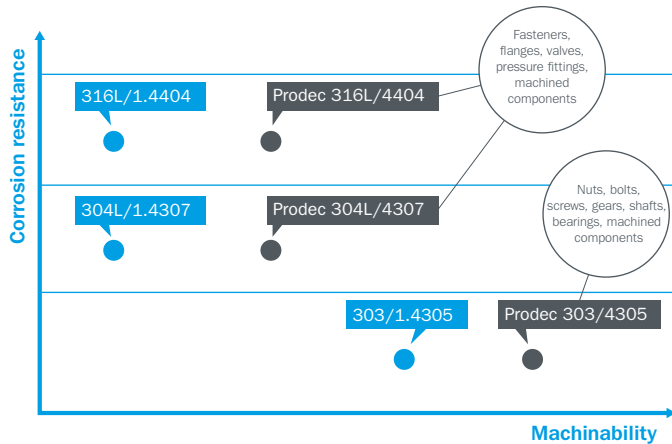 Corrosion resistance
Fasteners,
flanges, valves,
pressure fittings,
machined
components
316L/1.4404
Prodec 316L/4404
Nuts, bolts,
screws, gears, shafts,
bearings, machined
components
304L/1.4307
Prodec 304L/4307
303/1.4305
Prodec 303/4305
Machinability